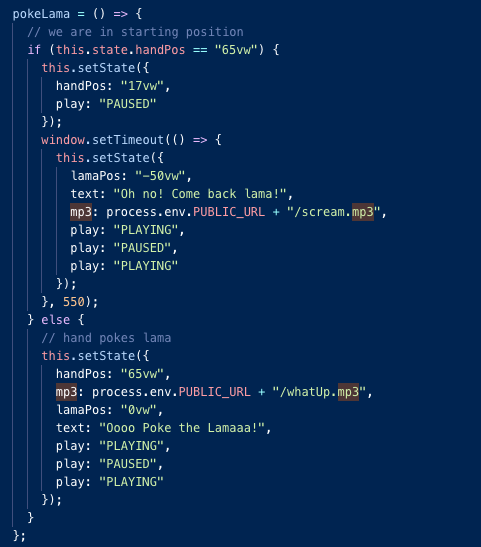 pokeLama = () => {
// we are in starting position
if (this.state.handPos == "65vw") {
this.setState({
handPos: "17vw",
play: "PAUSED"
});
window.setTimeout(() => {
this.setState({
lamaPos: "-50vw",
text: "Oh no! Come back lama!",
mp3: process.env.PUBLIC_URL + "/scream.mp3",
play: "PLAYING",
play: "PAUSED",
play: "PLAYING"
});
}, 550);
} else {
// hand pokes lama
this.setState({
handPos: "65vw",
mp3: process.env.PUBLIC_URL + "/whatUp.mp3",
lamaPos: "0vw",
text: "Oooo Poke the Lamaaa!",
play: "PLAYING",
play: "PAUSED",
play: "PLAYING"
});
}
};